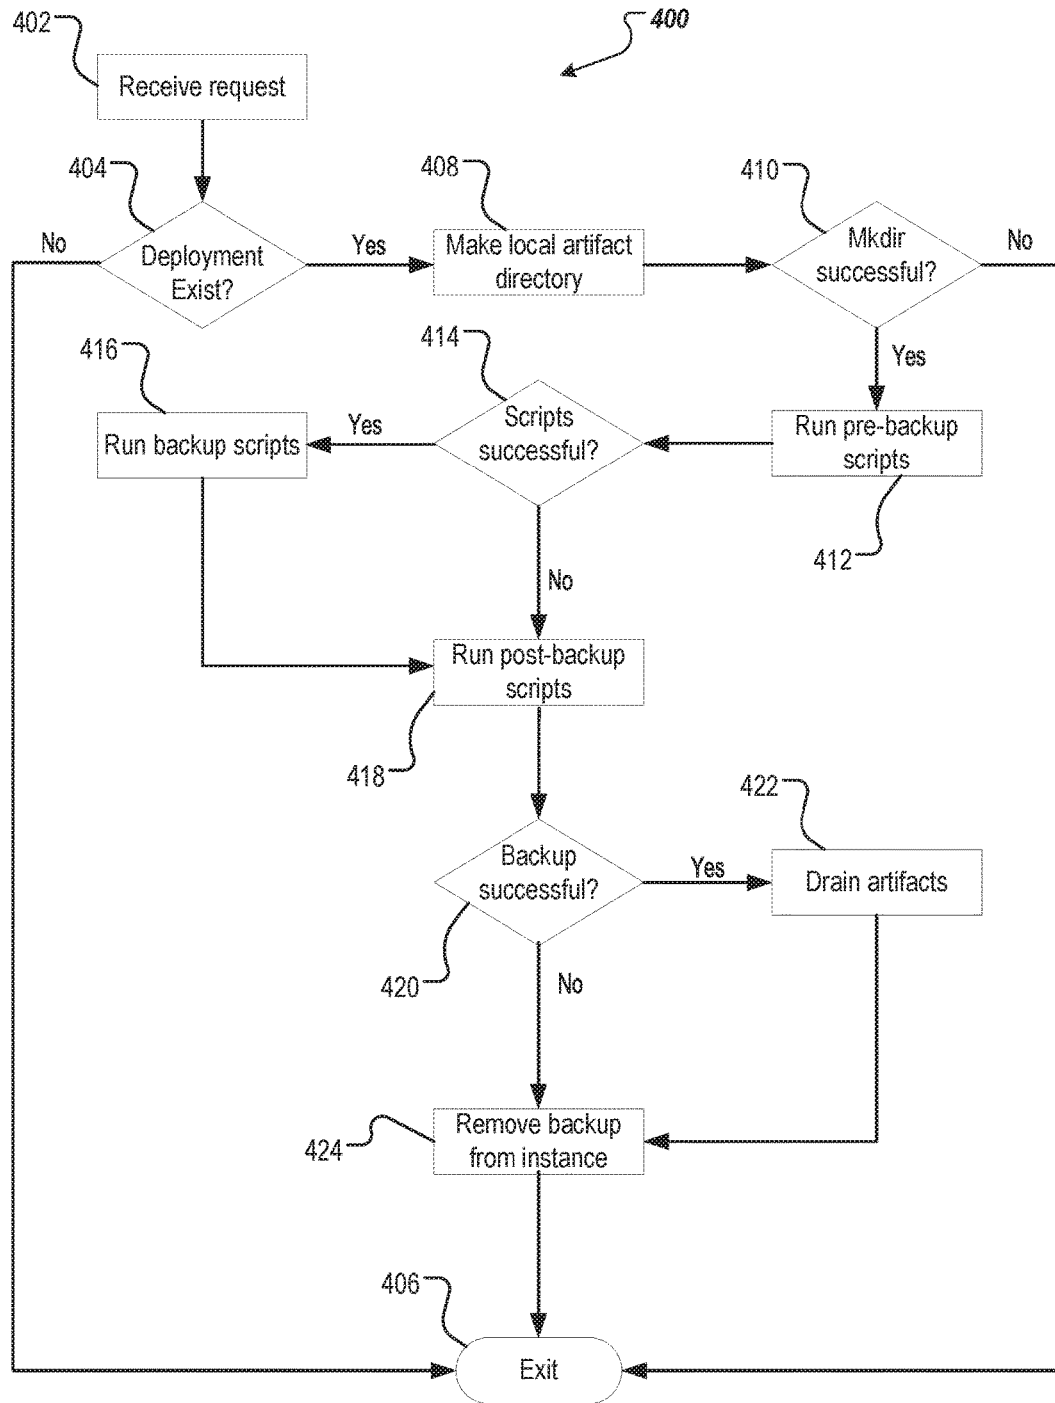 402
400
Receive request
404
408
410
No
Deployment
Exist?
Yes
Make local artifact
directory
Mkdir
successful?
No
416
414
Yes
Run backup scripts
Yes
Scripts
successful?
Run pre-backup
scripts
412
No
Run post-backup
scripts
418
422
Backup
successful?
Yes
Drain artifacts
420
No
Remove backup
from instance
424
406
Exit